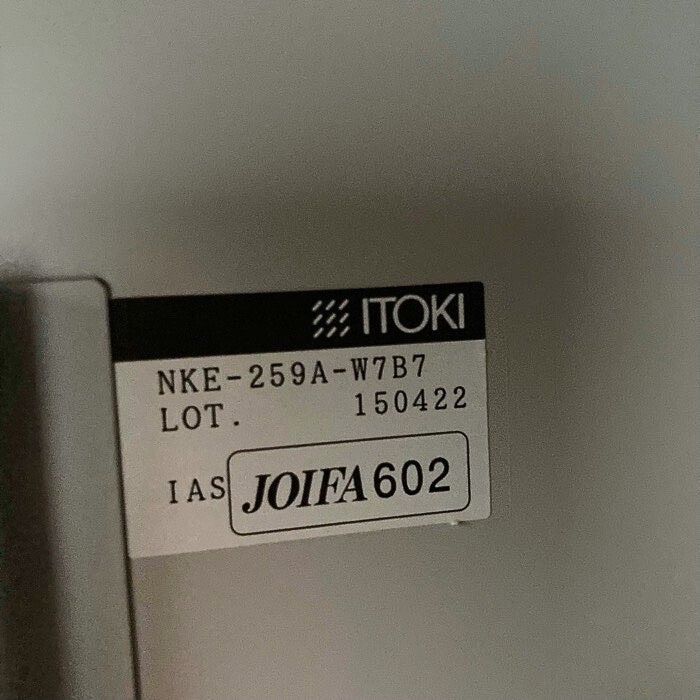 ITOKI
NKE-259A-W7B7
LOT. 150422
IAS JOIFA602